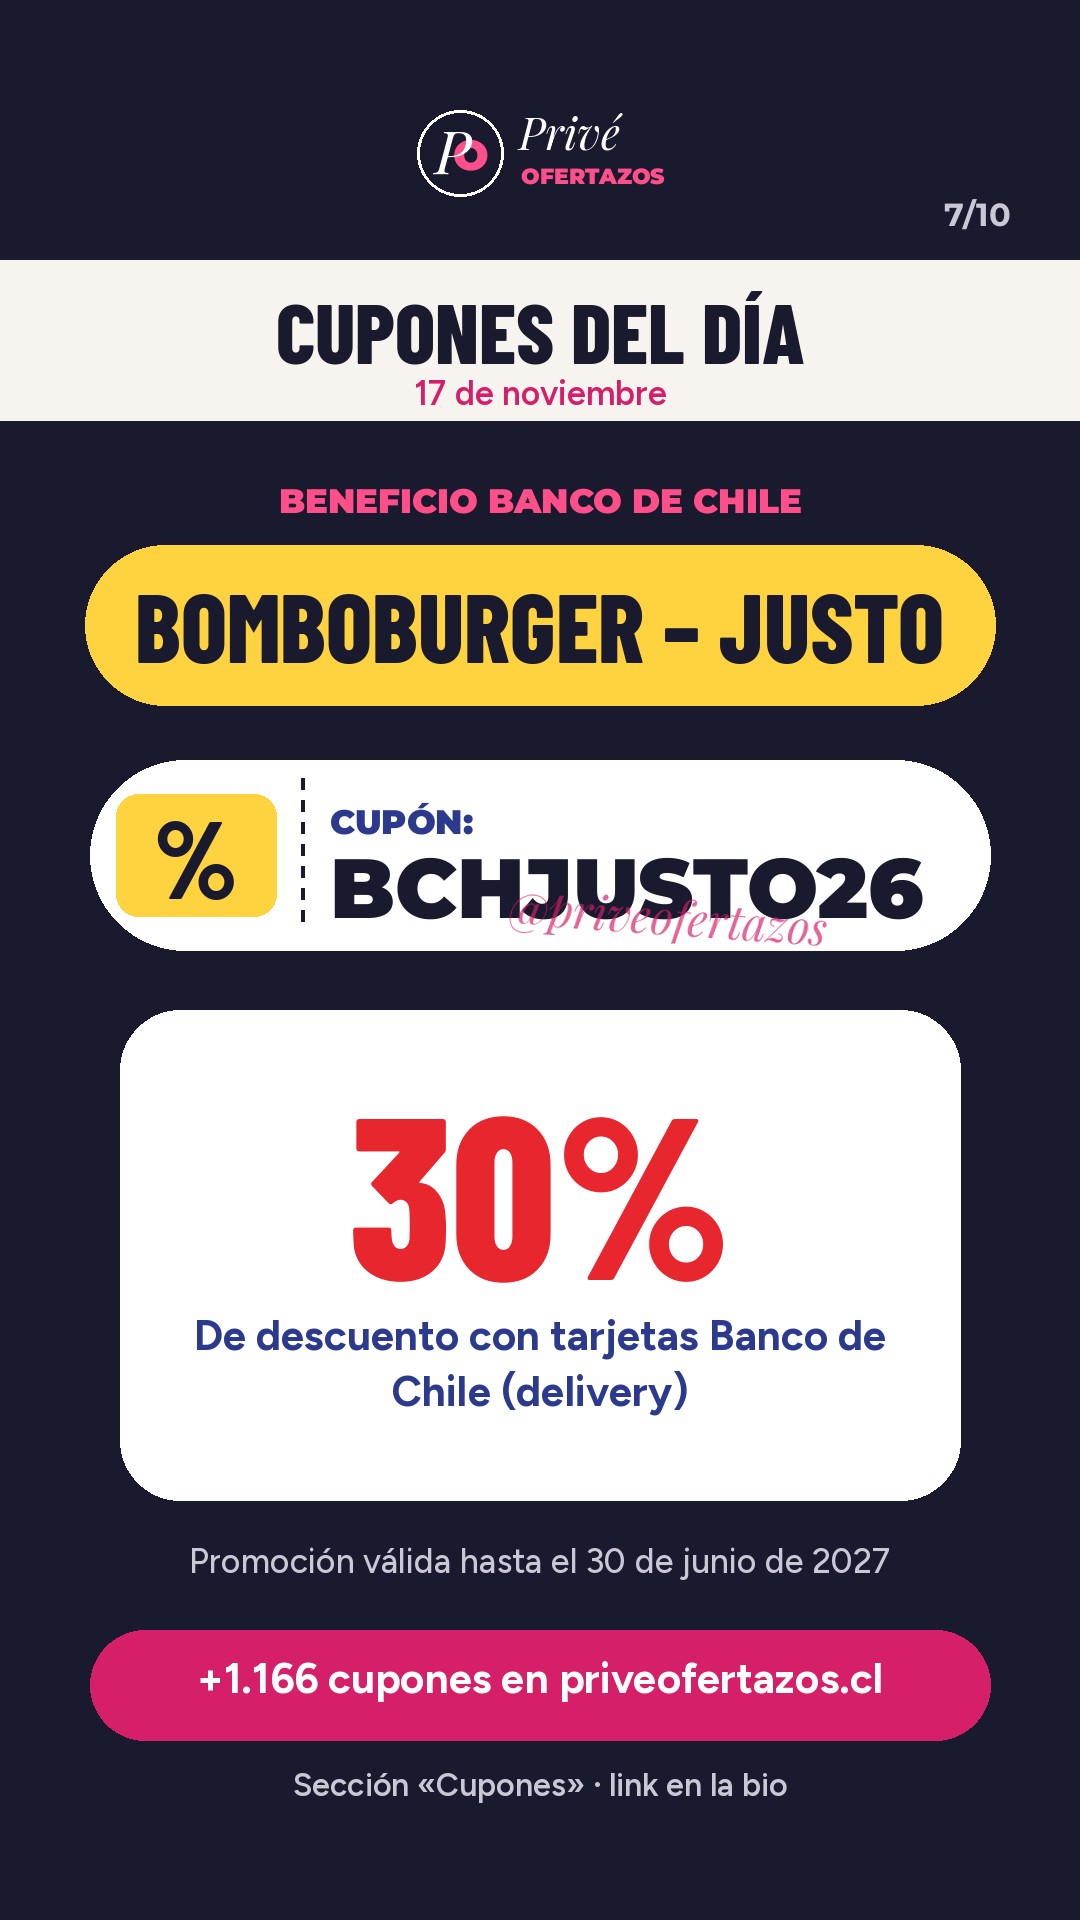 Po
Privé
OFERTAZOS
7/10
CUPONES DEL DÍA
17 de noviembre
BENEFICIO BANCO DE CHILE
BOMBOBURGER – JUSTO
%
CUPÓN:
BCHJUSTO26
@priveofertazos
30%
De descuento con tarjetas Banco de
Chile (delivery)
Promoción válida hasta el 30 de junio de 2027
+1.166 cupones en priveofertazos.cl
Sección «Cupones» · link en la bio